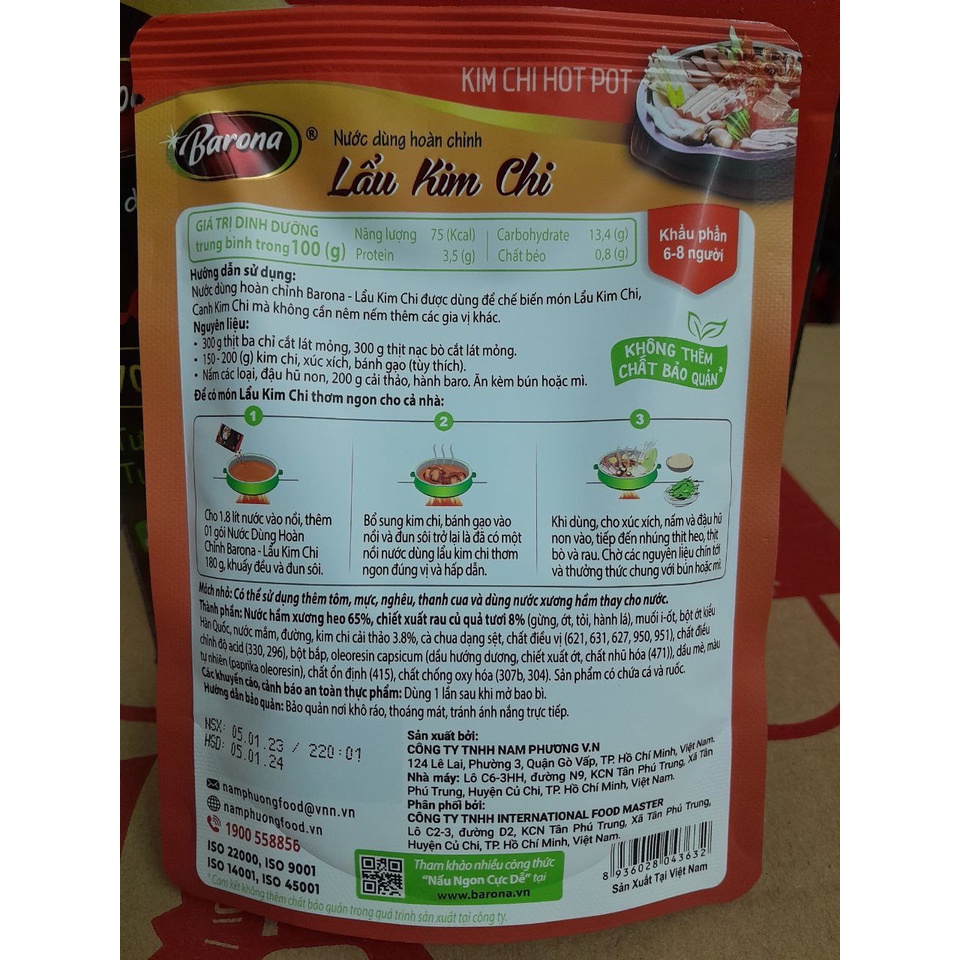 KIM CHI HOT POT
Barona ®
Nước dùng hoàn chỉnh
Lẩu Kim Chi
GIÁ TRỊ DINH DƯỠNG
trung bình trong 100 (g)
Năng lượng 75 (Kcal)
Protein 3,5 (g)
Carbohydrate 13,4 (g)
Chất béo 0,8 (g)
Khẩu phần
6-8 người
Hướng dẫn sử dụng:
Nước dùng hoàn chỉnh Barona - Lẩu Kim Chi được dùng để chế biến món Lẩu Kim Chi,
Canh Kim Chi mà không cần nêm nếm thêm các gia vị khác.
Nguyên liệu:
• 300 g thịt ba chỉ cắt lát mỏng, 300 g thịt nạc bò cắt lát mỏng.
• 150 - 200 (g) kim chi, xúc xích, bánh gạo (tùy thích).
• Nấm các loại, đậu hũ non, 200 g cải thảo, hành baro. Ăn kèm bún hoặc mì.
KHÔNG THÊM
CHẤT BẢO QUẢN*
Để có món Lẩu Kim Chi thơm ngon cho cả nhà:
1
2
3
Cho 1.8 lít nước vào nồi, thêm
01 gói Nước Dùng Hoàn
Chỉnh Barona - Lẩu Kim Chi
180 g, khuấy đều và đun sôi.
Bổ sung kim chi, bánh gạo vào
nồi và đun sôi trở lại là đã có một
nồi nước dùng lẩu kim chi thơm
ngon đúng vị và hấp dẫn.
Khi dùng, cho xúc xích, nấm và đậu hũ
non vào, tiếp đến nhúng thịt heo, thịt
bò và rau. Chờ các nguyên liệu chín tới
và thưởng thức chung với bún hoặc mì.
Mách nhỏ: Có thể sử dụng thêm tôm, mực, nghêu, thanh cua và dùng nước xương hầm thay cho nước.
Thành phần: Nước hầm xương heo 65%, chiết xuất rau củ quả tươi 8% (gừng, ớt, tỏi, hành lá), muối i-ốt, bột ớt kiểu
Hàn Quốc, nước mắm, đường, kim chi cải thảo 3.8%, cà chua dạng sệt, chất điều vị (621, 631, 627, 950, 951), chất điều
chỉnh độ acid (330, 296), bột bắp, oleoresin capsicum (dầu hướng dương, chiết xuất ớt, chất nhũ hóa (471)), dầu mè, màu
tự nhiên (paprika oleoresin), chất ổn định (415), chất chống oxy hóa (307b, 304). Sản phẩm có chứa cá và ruốc.
Các khuyến cáo, cảnh báo an toàn thực phẩm: Dùng 1 lần sau khi mở bao bì.
Hướng dẫn bảo quản: Bảo quản nơi khô ráo, thoáng mát, tránh ánh nắng trực tiếp.
NSX: 05.01.23 / 220:01
HSD: 05.01.24
Sản xuất bởi:
CÔNG TY TNHH NAM PHƯƠNG V.N
124 Lê Lai, Phường 3, Quận Gò Vấp, TP. Hồ Chí Minh, Việt Nam.
Nhà máy: Lô C6-3HH, đường N9, KCN Tân Phú Trung, Xã Tân
Phú Trung, Huyện Củ Chi, TP. Hồ Chí Minh, Việt Nam.
Phân phối bởi:
CÔNG TY TNHH INTERNATIONAL FOOD MASTER
Lô C2-3, đường D2, KCN Tân Phú Trung, Xã Tân Phú Trung,
Huyện Củ Chi, TP. Hồ Chí Minh, Việt Nam.
namphuongfood@vnn.vn
namphuongfood.vn
1900 558856
ISO 22000, ISO 9001
ISO 14001, ISO 45001
Tham khảo nhiều công thức
"Nấu Ngon Cực Dễ" tại
www.barona.vn
8 936028 043632
Sản Xuất Tại Việt Nam
* Cam kết không thêm chất bảo quản trong quá trình sản xuất tại công ty.